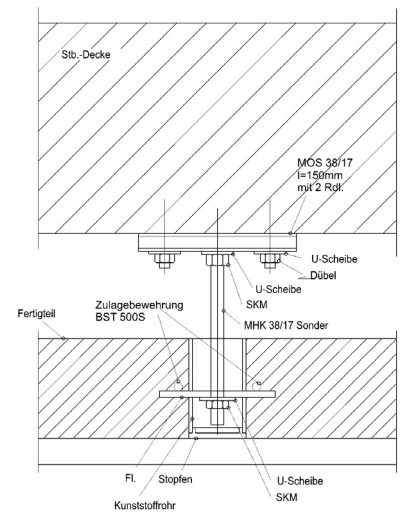 Stb.-Decke
MOS 38/17
l=150mm
mit 2 Rdl.
U-Scheibe
Dübel
U-Scheibe
SKM
Zulagebewehrung
BST 500S
Fertigteil
MHK 38/17 Sonder
Fl.
Stopfen
U-Scheibe
SKM
Kunststoffrohr